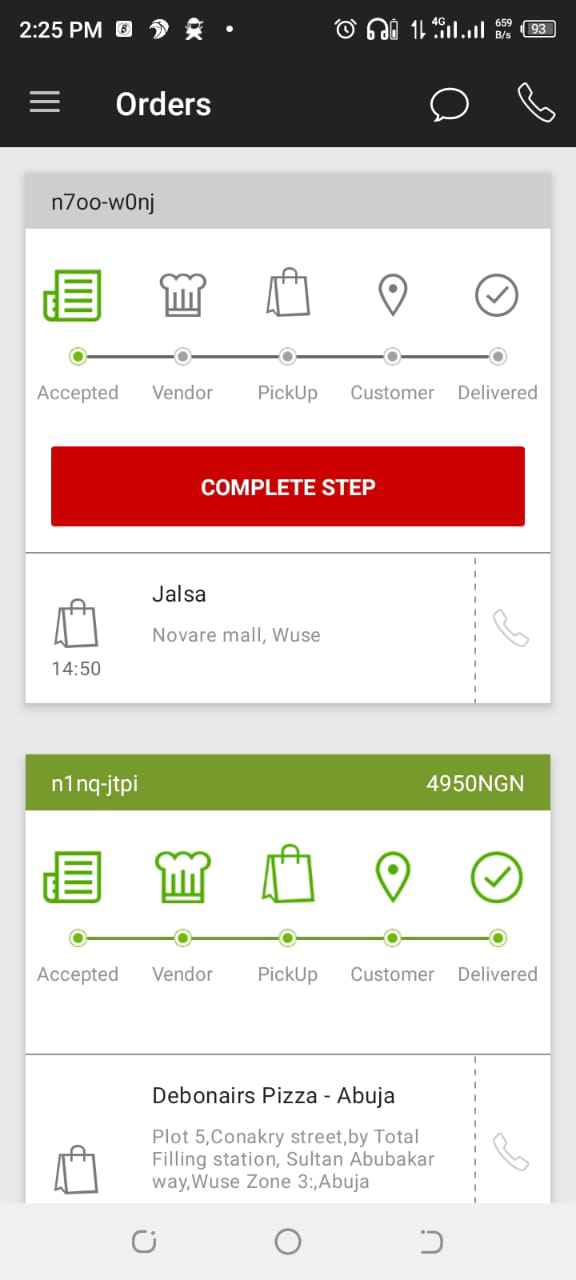 2:25 PM
4G
659
B/s
93
Orders
n7oo-w0nj
Accepted Vendor PickUp Customer Delivered
COMPLETE STEP
Jalsa
Novare mall, Wuse
14:50
n1nq-jtpi 4950NGN
Accepted Vendor PickUp Customer Delivered
Debonairs Pizza - Abuja
Plot 5,Conakry street,by Total
Filling station, Sultan Abubakar
way,Wuse Zone 3:,Abuja